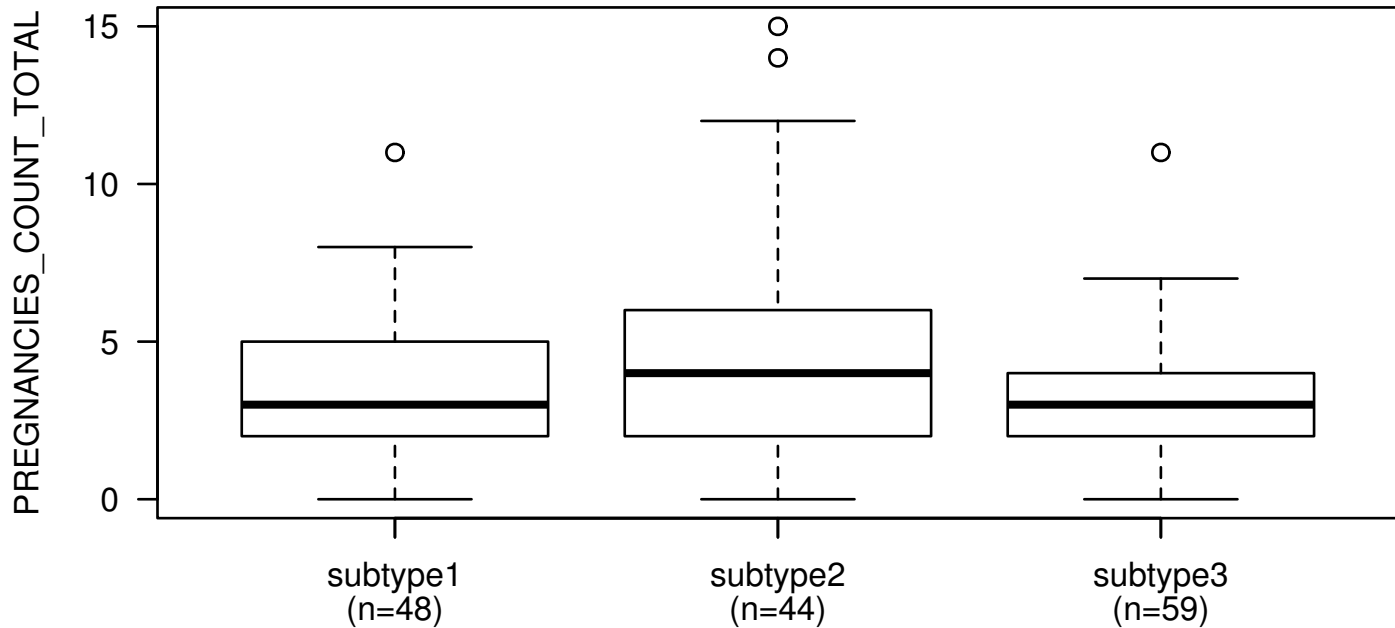 PREGNANCIES_COUNT_TOTAL
15
10
5
0
subtype1
(n=48)
subtype2
(n=44)
subtype3
(n=59)